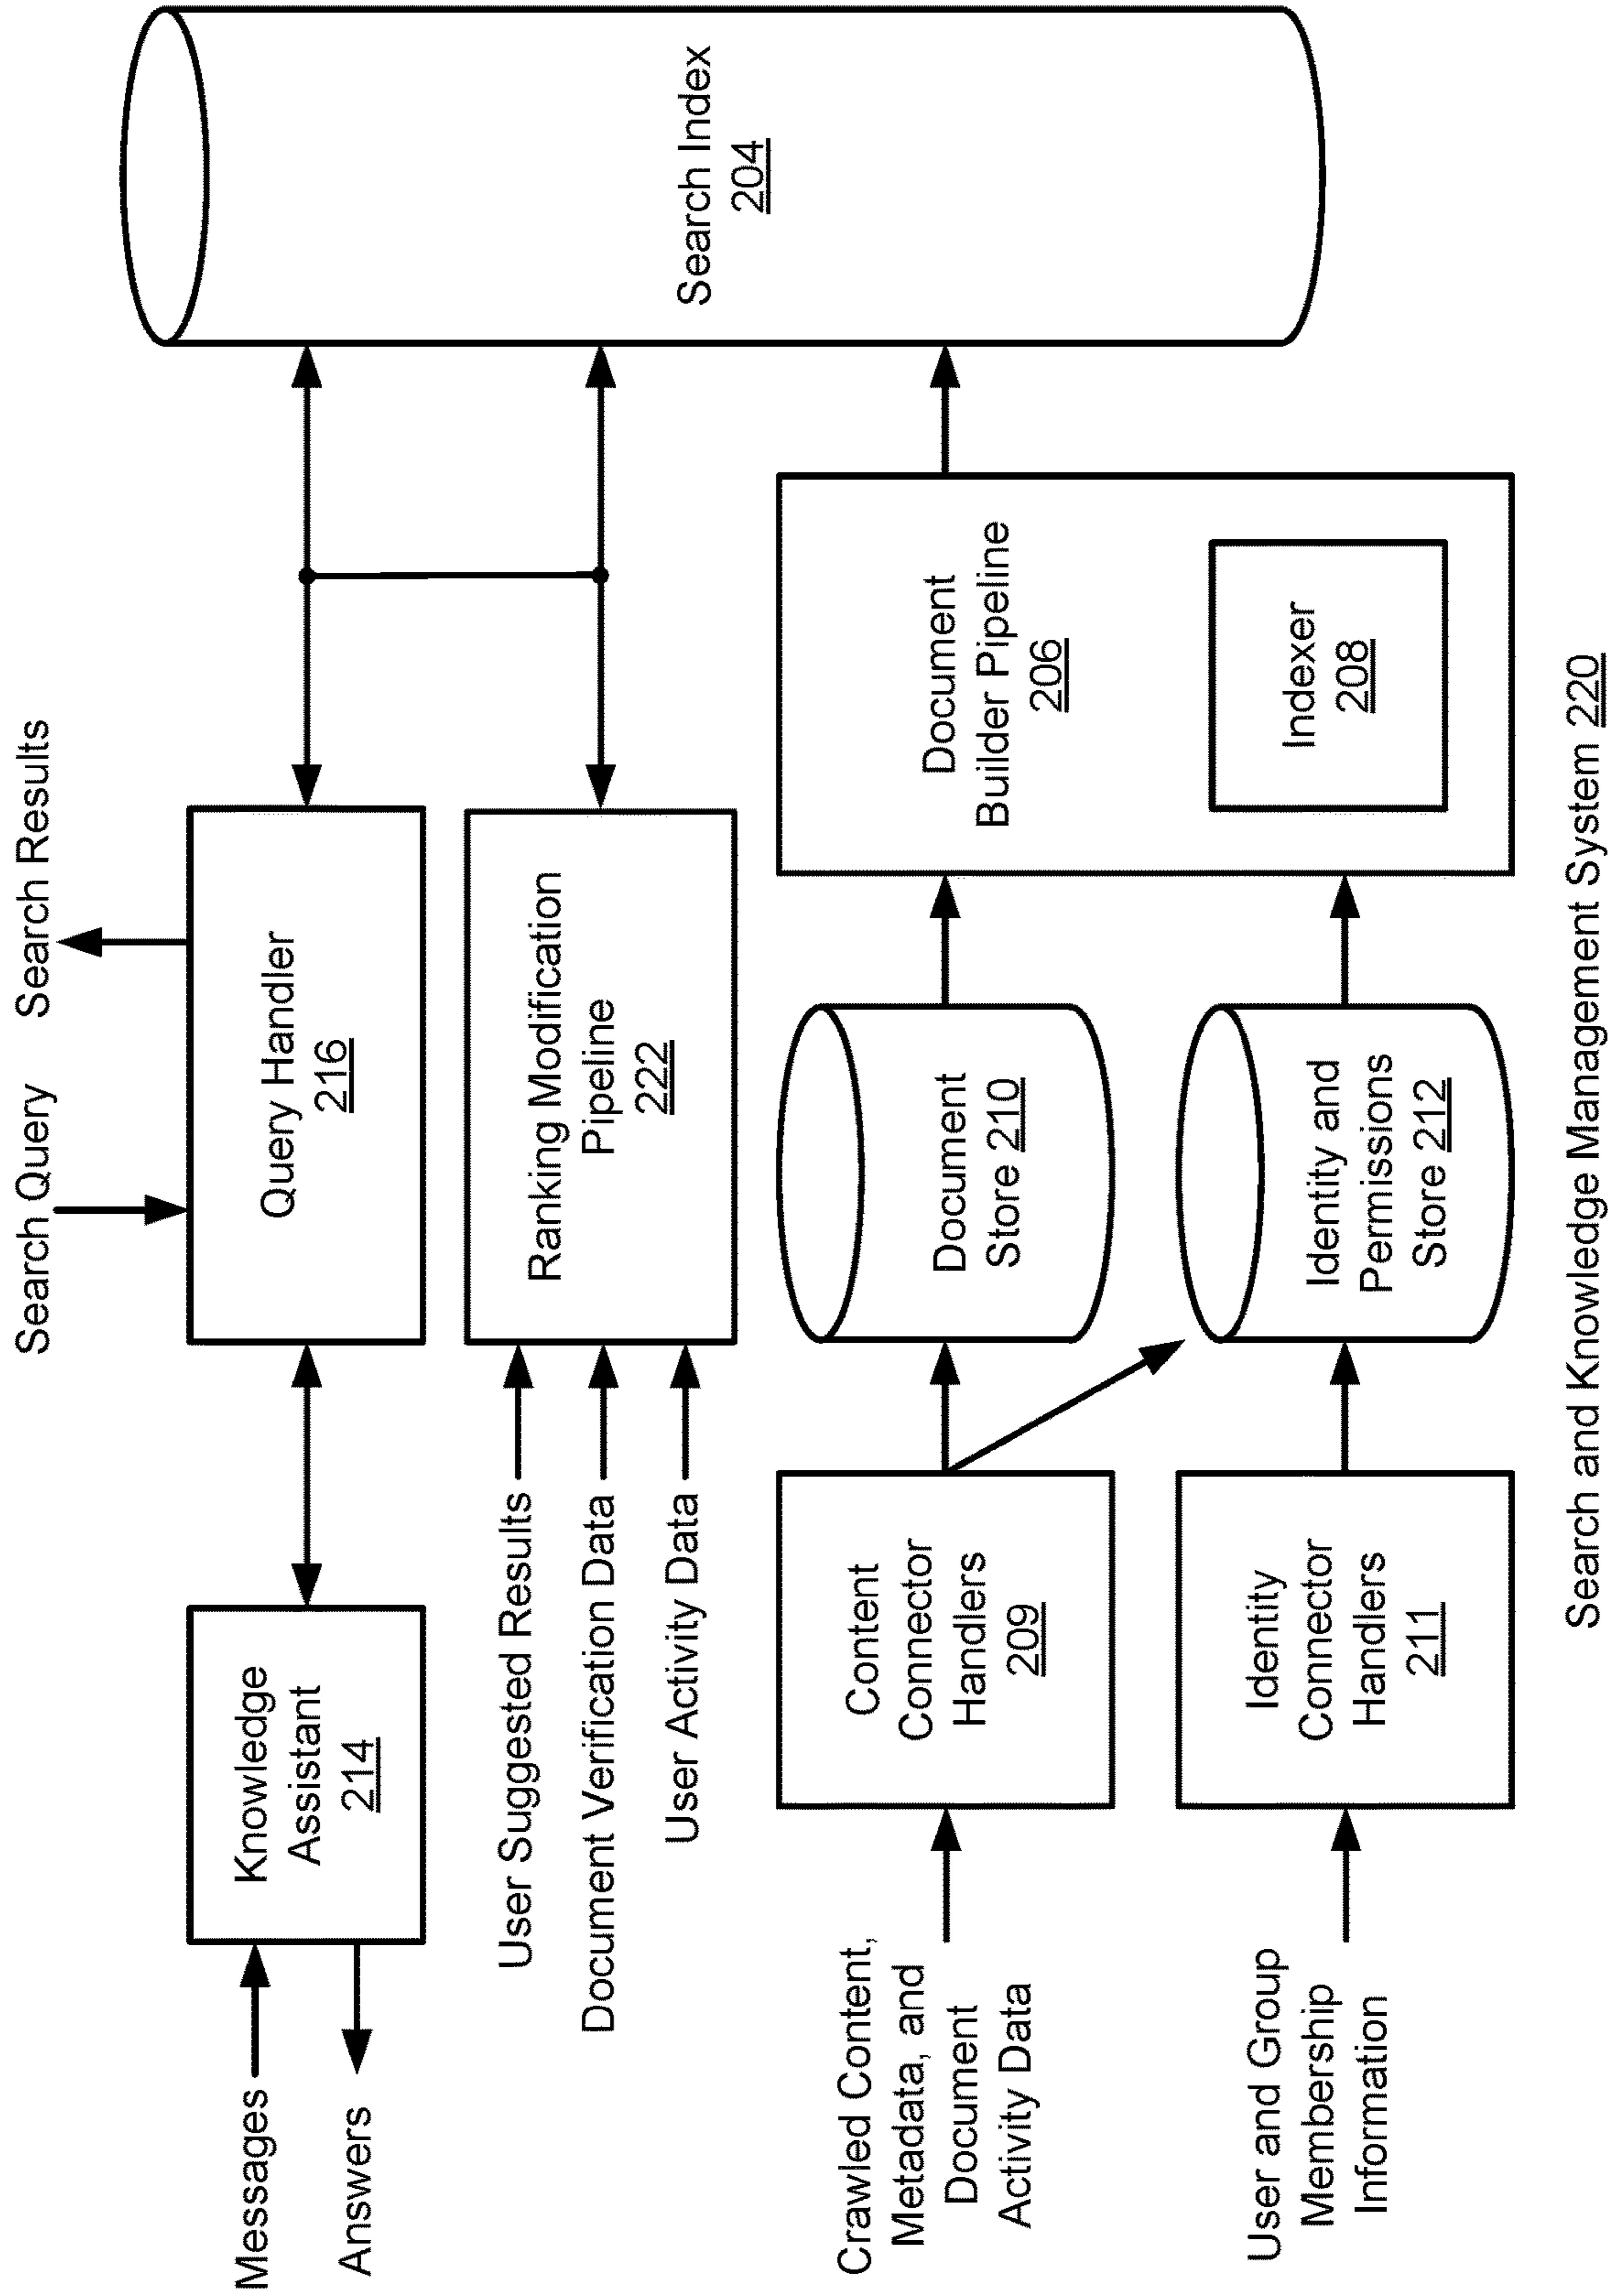 Search Query
Search Results
Messages
Answers
Knowledge
Assistant
214
Query Handler
216
User Suggested Results
Document Verification Data
User Activity Data
Ranking Modification
Pipeline
222
Search Index
204
Crawled Content,
Metadata, and
Document
Activity Data
Content
Connector
Handlers
209
Document
Store 210
Document
Builder Pipeline
206
Indexer
208
User and Group
Membership
Information
Identity
Connector
Handlers
211
Identity and
Permissions
Store 212
Search and Knowledge Management System 220